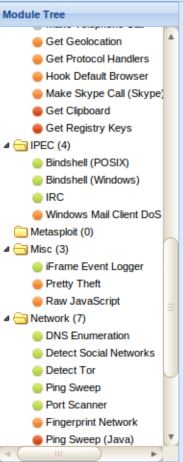 Module Tree
Make Telephone Call
Get Geolocation
Get Protocol Handlers
Hook Default Browser
Make Skype Call (Skype)
Get Clipboard
Get Registry Keys
IPEC (4)
Bindshell (POSIX)
Bindshell (Windows)
IRC
Windows Mail Client DoS
Metasploit (0)
Misc (3)
iFrame Event Logger
Pretty Theft
Raw JavaScript
Network (7)
DNS Enumeration
Detect Social Networks
Detect Tor
Ping Sweep
Port Scanner
Fingerprint Network
Ping Sweep (Java)